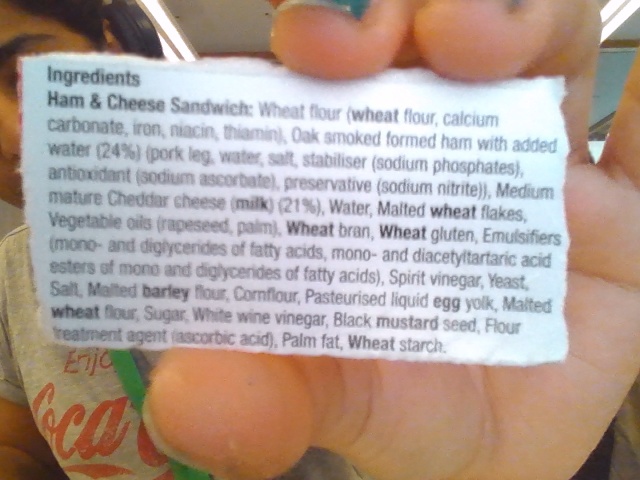 Ingredients
Ham & Cheese Sandwich: Wheat flour (wheat flour, calcium
carbonate, iron, niacin, thiamin), Oak smoked formed ham with added
water (24%) (pork leg, water, salt, stabiliser (sodium phosphates),
antioxidant (sodium ascorbate), preservative (sodium nitrite)), Medium
mature Cheddar cheese (milk) (21%), Water, Malted wheat flakes,
Vegetable oils (rapeseed, palm), Wheat bran, Wheat gluten, Emulsifiers
(mono- and diglycerides of fatty acids, mono- and diacetyltartaric acid
esters of mono and diglycerides of fatty acids), Spirit vinegar, Yeast,
Salt, Malted barley flour, Cornflour, Pasteurised liquid egg yolk, Malted
wheat flour, Sugar, White wine vinegar, Black mustard seed, Flour
treatment agent (ascorbic acid), Palm fat, Wheat starch.
Enjo
Coca C